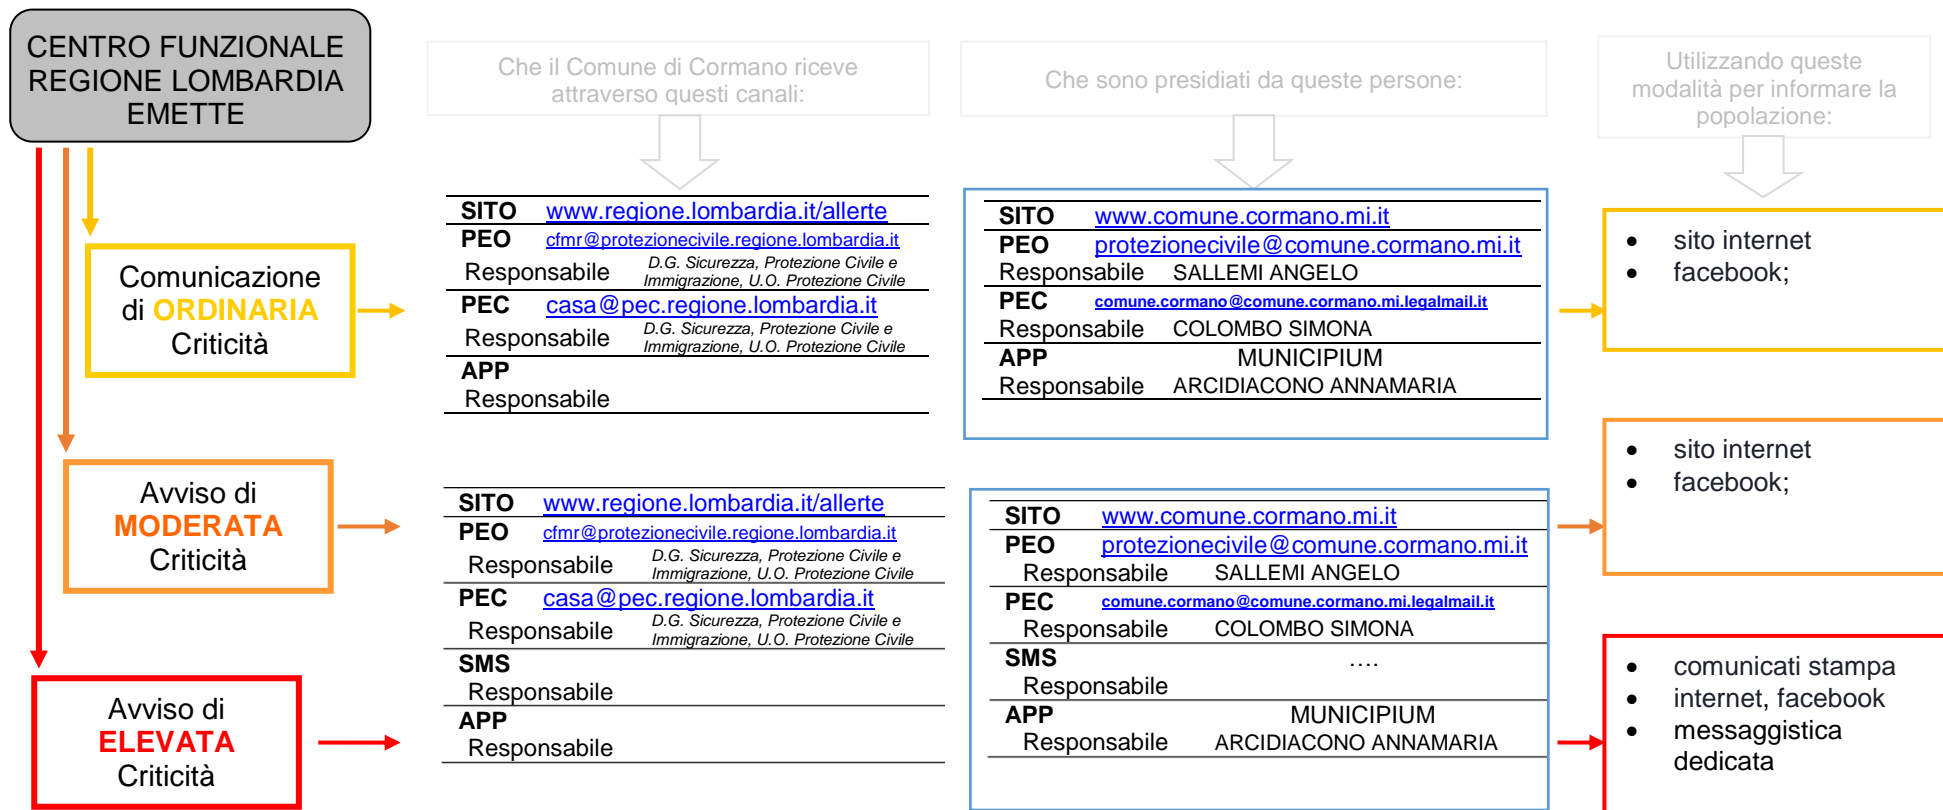 CENTRO FUNZIONALE
REGIONE LOMBARDIA
EMETTE
Che il Comune di Cormano riceve
attraverso questi canali:
Che sono presidiati da queste persone:
Utilizzando queste
modalità per informare la
popolazione:
Comunicazione
di ORDINARIA
Criticità
SITO www.regione.lombardia.it/allerte
PEO cfmr@protezionecivile.regione.lombardia.it
Responsabile D.G. Sicurezza, Protezione Civile e
Immigrazione, U.O. Protezione Civile
PEC casa@pec.regione.lombardia.it
Responsabile D.G. Sicurezza, Protezione Civile e
Immigrazione, U.O. Protezione Civile
APP
Responsabile
SITO www.comune.cormano.mi.it
PEO protezionecivile@comune.cormano.mi.it
Responsabile SALLEMI ANGELO
PEC comune.cormano@comune.cormano.mi.legalmail.it
Responsabile COLOMBO SIMONA
APP MUNICIPIUM
Responsabile ARCIDIACONO ANNAMARIA
• sito internet
• facebook;
Avviso di
MODERATA
Criticità
Avviso di
ELEVATA
Criticità
SITO www.regione.lombardia.it/allerte
PEO cfmr@protezionecivile.regione.lombardia.it
Responsabile D.G. Sicurezza, Protezione Civile e
Immigrazione, U.O. Protezione Civile
PEC casa@pec.regione.lombardia.it
Responsabile D.G. Sicurezza, Protezione Civile e
Immigrazione, U.O. Protezione Civile
SMS
Responsabile
APP
Responsabile
SITO www.comune.cormano.mi.it
PEO protezionecivile@comune.cormano.mi.it
Responsabile SALLEMI ANGELO
PEC comune.cormano@comune.cormano.mi.legalmail.it
Responsabile COLOMBO SIMONA
SMS ....
Responsabile
APP MUNICIPIUM
Responsabile ARCIDIACONO ANNAMARIA
• sito internet
• facebook;
• comunicati stampa
• internet, facebook
• messaggistica
dedicata